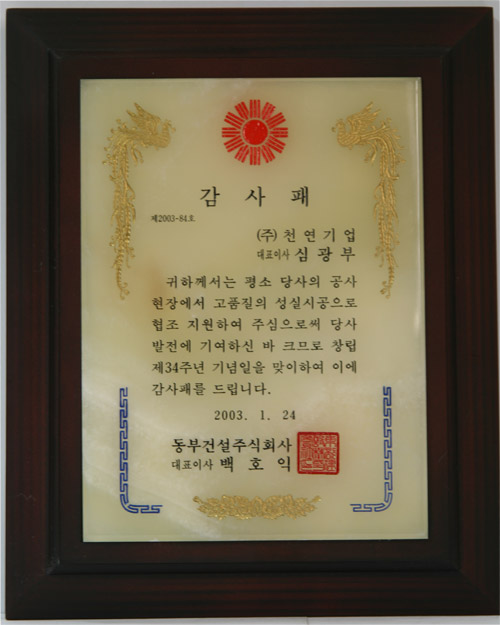 감 사 패
제2003-84호
(주) 천 연 기 업
대표이사 심 광 부
귀하께서는 평소 당사의 공사
현장에서 고품질의 성실시공으로
협조 지원하여 주심으로써 당사
발전에 기여하신 바 크므로 창립
제34주년 기념일을 맞이하여 이에
감사패를 드립니다.
2003. 1. 24
동부건설주식회사
대표이사 백 호 익